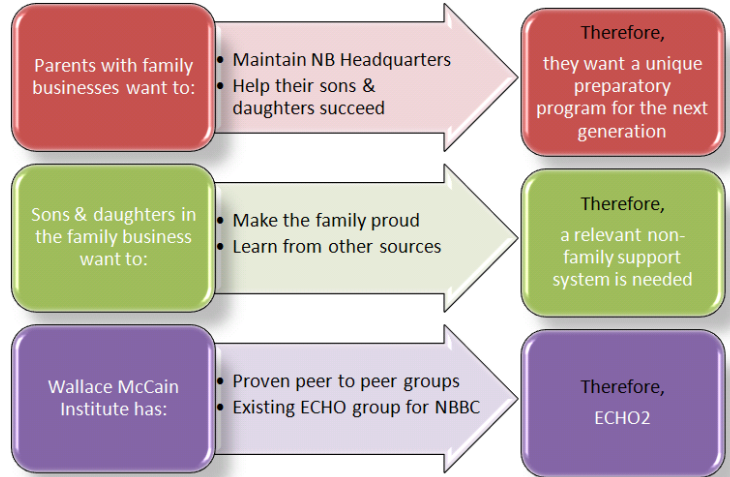 Parents with family
businesses want to:
• Maintain NB Headquarters
• Help their sons &
daughters succeed
Therefore,
they want a unique
preparatory
program for the next
generation
Sons & daughters in
the family business
want to:
• Make the family proud
• Learn from other sources
Therefore,
a relevant non-
family support
system is needed
Wallace McCain
Institute has:
• Proven peer to peer groups
• Existing ECHO group for NBBC
Therefore,
ECHO2